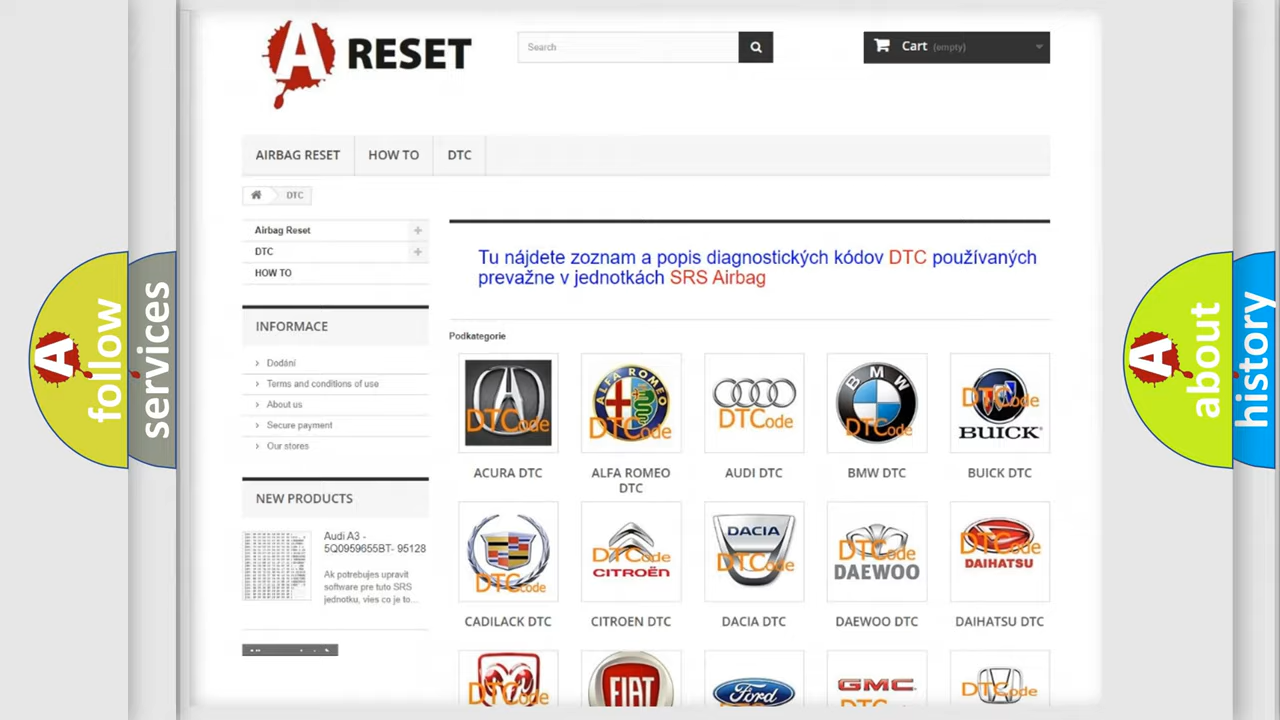 A RESET
Search
Cart (empty)
AIRBAG RESET
HOW TO
DTC
DTC
Airbag Reset
DTC
HOW TO
INFORMACE
Dodání
Terms and conditions of use
About us
Secure payment
Our stores
NEW PRODUCTS
Audi A3 -
5Q0959655BT- 95128
Ak potrebujes upravit
software pre tuto SRS
jednotku, vies co je to...
Tu nájdete zoznam a popis diagnostických kódov DTC používaných
prevažne v jednotkách SRS Airbag
Podkategorie
DTCode
ALFA ROMEO
DTCode
DTCode
BMW
DTCode
DTCode
BUICK
ACURA DTC
ALFA ROMEO
DTC
AUDI DTC
BMW DTC
BUICK DTC
DTCode
DTCode
CITROËN
DACIA
DTCode
DTCode
DAEWOO
DTCode
DAIHATSU
CADILACK DTC
CITROEN DTC
DACIA DTC
DAEWOO DTC
DAIHATSU DTC
DTCode
FIAT
Ford
GMC
DTCode
A follow
services
A about
history